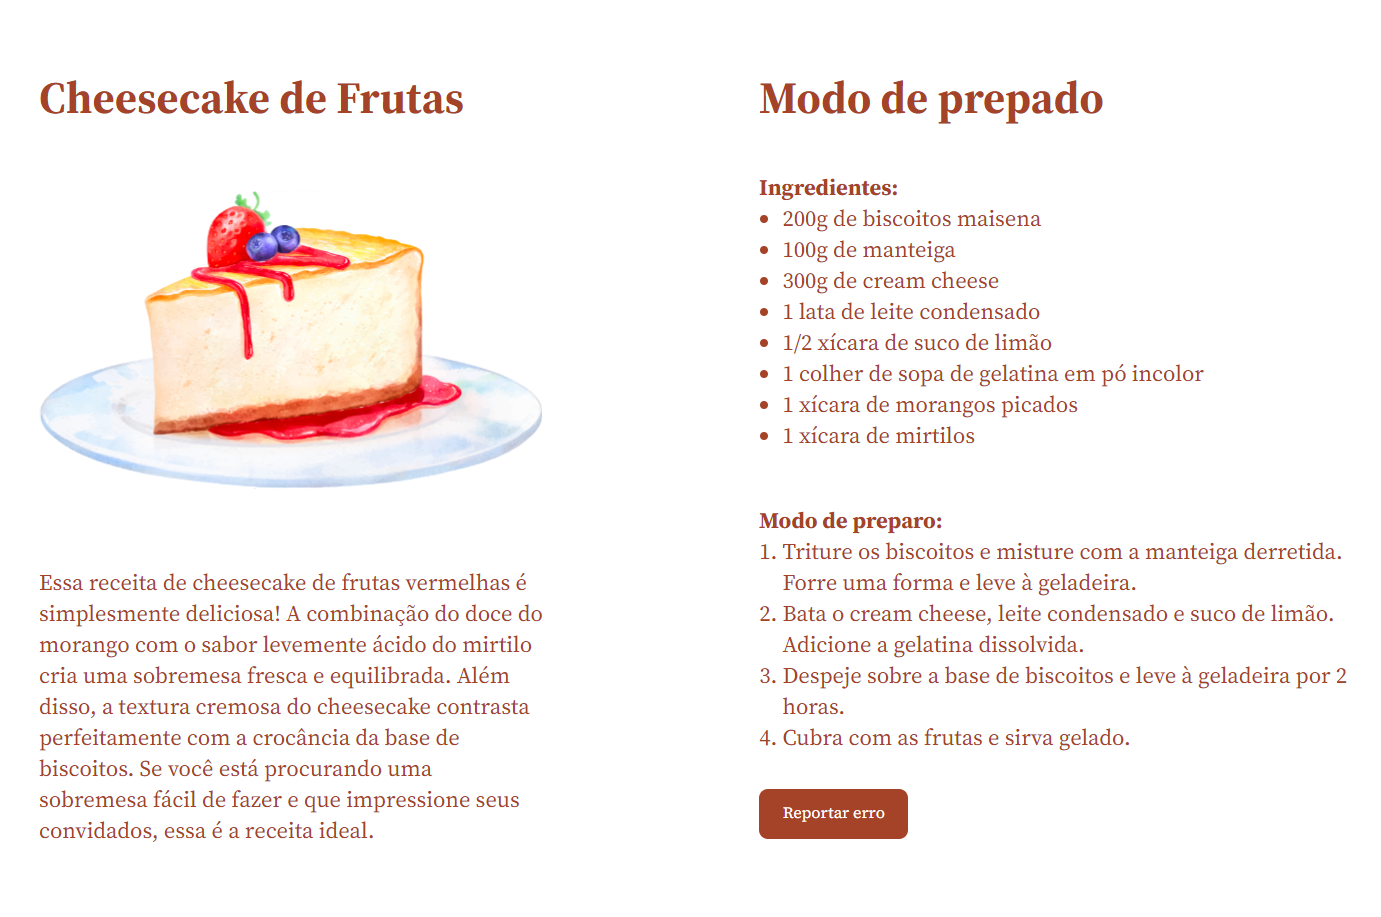 Cheesecake de Frutas
Essa receita de cheesecake de frutas vermelhas é
simplesmente deliciosa! A combinação do doce do
morango com o sabor levemente ácido do mirtilo
cria uma sobremesa fresca e equilibrada. Além
disso, a textura cremosa do cheesecake contrasta
perfeitamente com a crocância da base de
biscoitos. Se você está procurando uma
sobremesa fácil de fazer e que impressione seus
convidados, essa é a receita ideal.
Modo de prepado
Ingredientes:
• 200g de biscoitos maisena
• 100g de manteiga
• 300g de cream cheese
• 1 lata de leite condensado
• 1/2 xícara de suco de limão
• 1 colher de sopa de gelatina em pó incolor
• 1 xícara de morangos picados
• 1 xícara de mirtilos
Modo de preparo:
1. Triture os biscoitos e misture com a manteiga derretida.
Forre uma forma e leve à geladeira.
2. Bata o cream cheese, leite condensado e suco de limão.
Adicione a gelatina dissolvida.
3. Despeje sobre a base de biscoitos e leve à geladeira por 2
horas.
4. Cubra com as frutas e sirva gelado.
Reportar erro